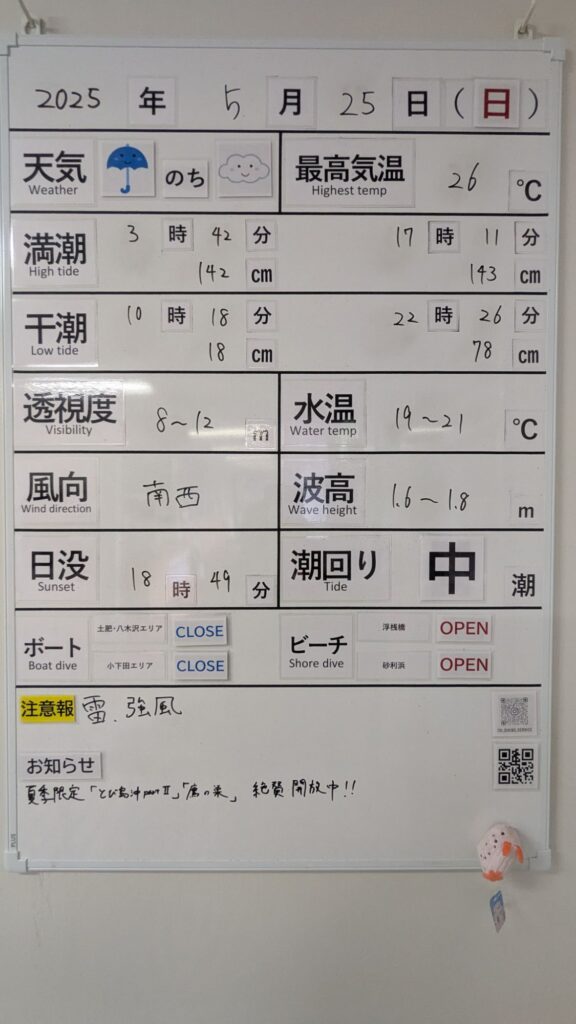 2025 年 5 月 25 日 (日)
天気 のち 最高気温 26 ℃
Weather Highest temp
満潮 3 時 42 分 17 時 11 分
High tide 142 cm 143 cm
干潮 10 時 18 分 22 時 26 分
Low tide 18 cm 78 cm
透視度 8〜12 m 水温 19〜21 ℃
Visibility Water temp
風向 南西 波高 1.6〜1.8 m
Wind direction Wave height
日没 18 時 49 分 潮回り 中 潮
Sunset Tide
ボート 土肥・八木沢エリア CLOSE ビーチ 浮桟橋 OPEN
Boat dive 小下田エリア CLOSE Shore dive 砂利浜 OPEN
注意報 雷、強風
お知らせ
夏季限定「とび島沖 part Ⅱ」「の巣」絶賛開放中!!
PLUS